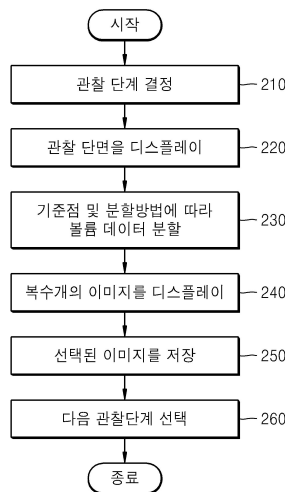 시작
관찰 단계 결정 210
관찰 단면을 디스플레이 220
기준점 및 분할방법에 따라
볼륨 데이터 분할 230
복수개의 이미지를 디스플레이 240
선택된 이미지를 저장 250
다음 관찰단계 선택 260
종료